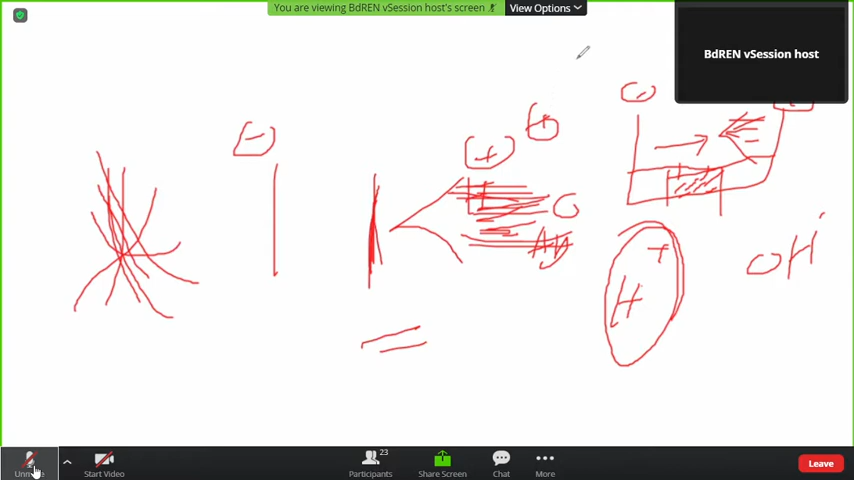 You are viewing BdREN vSession host's screen
View Options
BdREN vSession host
H+
OH
Start Video
23
Participants
Share Screen
Chat
More
Leave